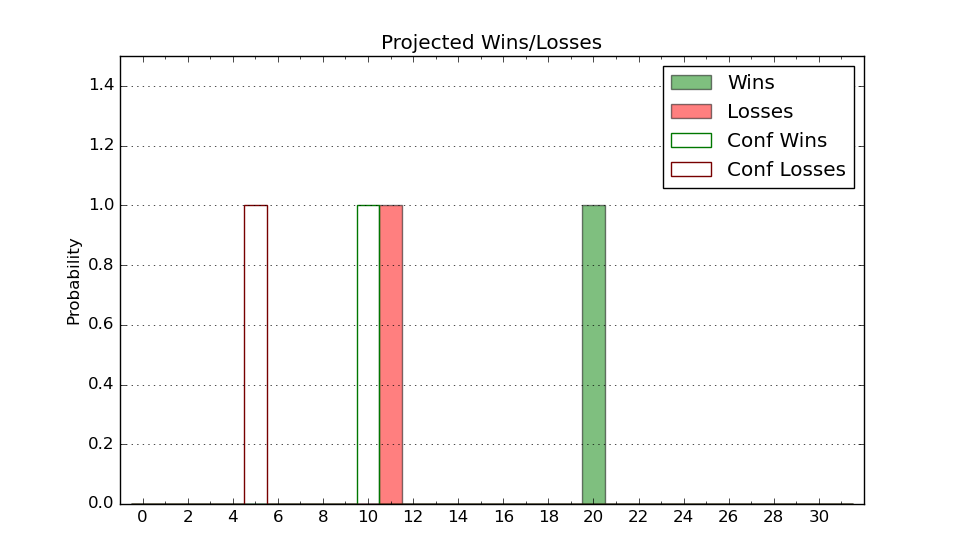 Projected Wins/Losses
Wins
Losses
Conf Wins
Conf Losses
Probability
1.4
1.2
1.0
0.8
0.6
0.4
0.2
0.0
0 2 4 6 8 10 12 14 16 18 20 22 24 26 28 30